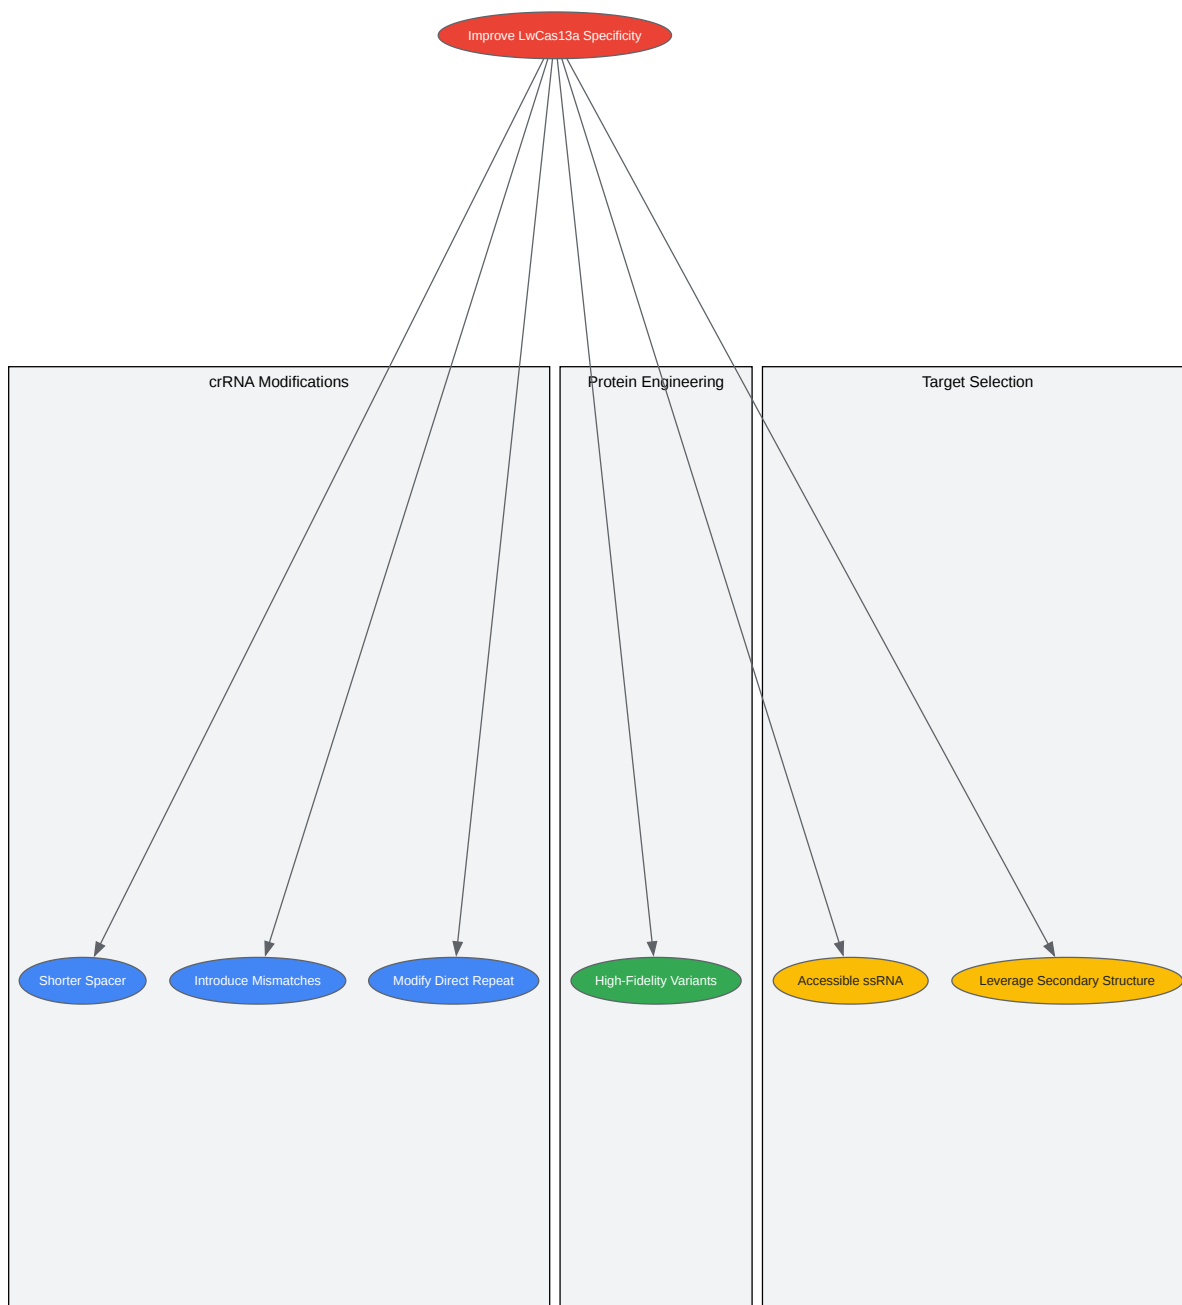 Improve LwCas13a Specificity
crRNA Modifications
Protein Engineering
Target Selection
Shorter Spacer
Introduce Mismatches
Modify Direct Repeat
High-Fidelity Variants
Accessible ssRNA
Leverage Secondary Structure